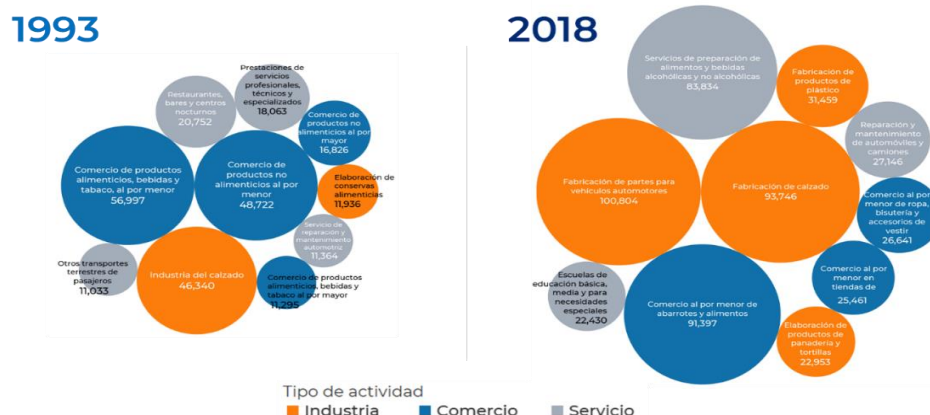 1993
2018
Prestaciones de
servicios
profesionales,
técnicos y
especializados
18,063
Restaurantes,
bares y centros
nocturnos
20,752
Comercio de
productos no
alimenticios al por
mayor
16,826
Comercio de productos
alimenticios, bebidas y
tabaco, al por menor
56,997
Comercio de
productos no
alimenticios al por
menor
48,722
Elaboración de
conservas
alimenticias
11,936
Servicio de
reparación y
mantenimiento
automotriz
11,364
Otros transportes
terrestres de
pasajeros
11,033
Industria del calzado
46,340
Comercio de productos
alimenticios, bebidas y
tabaco al por mayor
11,295
Servicios de preparación de
alimentos y bebidas
alcohólicas y no alcohólicas
83,834
Fabricación de
productos de
plástico
31,459
Reparación y
mantenimiento
de automóviles y
camiones
27,146
Fabricación de partes para
vehículos automotores
100,804
Fabricación de calzado
93,746
Comercio al por
menor de ropa,
bisutería y
accesorios de
vestir
26,641
Comercio al por
menor en
tiendas de
25,461
Escuelas de
educación básica,
media y para
necesidades
especiales
22,430
Comercio al por menor de
abarrotes y alimentos
91,397
Elaboración de
productos de
panadería y
tortillas
22,953
Tipo de actividad
Industria Comercio Servicio